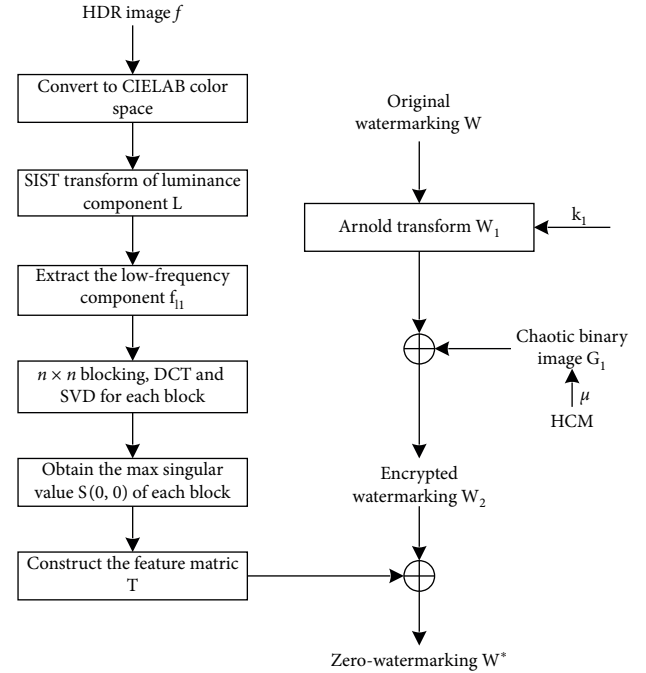 HDR image f
Convert to CIELAB color
space
SIST transform of luminance
component L
Extract the low-frequency
component f_l1
n × n blocking, DCT and
SVD for each block
Obtain the max singular
value S(0, 0) of each block
Construct the feature matric
T
Original
watermarking W
Arnold transform W₁
k₁
Chaotic binary
image G₁
μ
HCM
Encrypted
watermarking W₂
Zero-watermarking W*